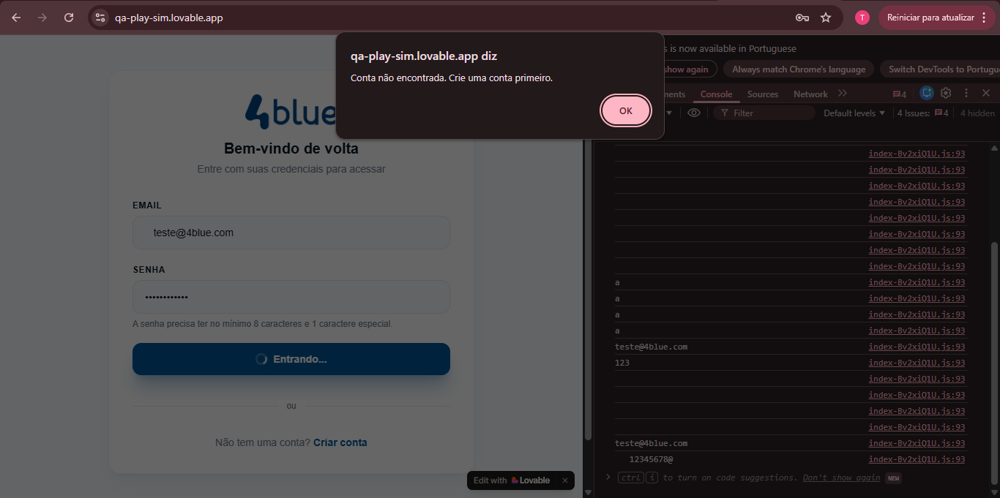 qa-play-sim.lovable.app
T
Reiniciar para atualizar
qa-play-sim.lovable.app diz
Conta não encontrada. Crie uma conta primeiro.
OK
is now available in Portuguese
show again
Always match Chrome's language
Switch DevTools to Portugu
Console
Sources
Network
4
Filter
Default levels
4 Issues:
4
4 hidden
4blue
Bem-vindo de volta
Entre com suas credenciais para acessar
EMAIL
teste@4blue.com
SENHA
••••••••••••
A senha precisa ter no mínimo 8 caracteres e 1 caractere especial.
Entrando...
ou
Não tem uma conta? Criar conta
Edit with Lovable ×
index-Bv2xiQ1U.js:93
index-Bv2xiQ1U.js:93
index-Bv2xiQ1U.js:93
index-Bv2xiQ1U.js:93
index-Bv2xiQ1U.js:93
index-Bv2xiQ1U.js:93
index-Bv2xiQ1U.js:93
index-Bv2xiQ1U.js:93
a index-Bv2xiQ1U.js:93
a index-Bv2xiQ1U.js:93
a index-Bv2xiQ1U.js:93
a index-Bv2xiQ1U.js:93
teste@4blue.com index-Bv2xiQ1U.js:93
123 index-Bv2xiQ1U.js:93
index-Bv2xiQ1U.js:93
index-Bv2xiQ1U.js:93
index-Bv2xiQ1U.js:93
index-Bv2xiQ1U.js:93
teste@4blue.com index-Bv2xiQ1U.js:93
12345678@ index-Bv2xiQ1U.js:93
ctrl i to turn on code suggestions. Don't show again NEW